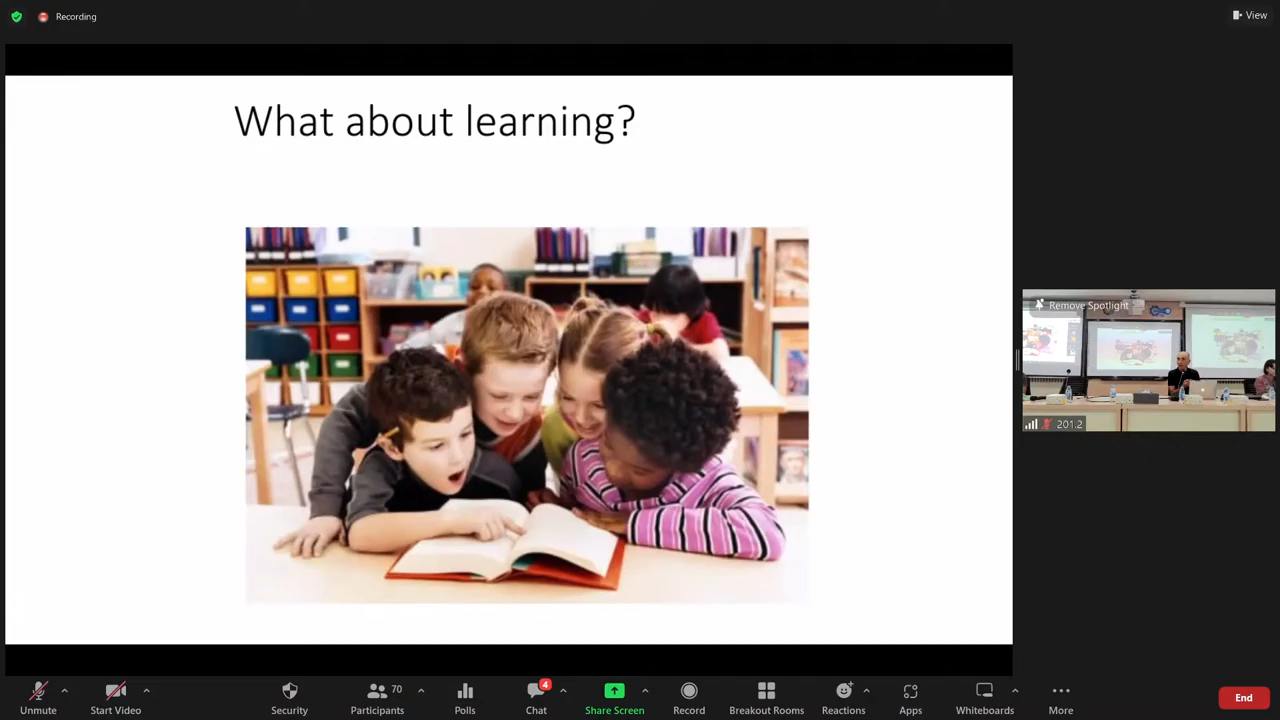 Recording
View
What about learning?
Remove Spotlight
201.2
Unmute
Start Video
Security
70
Participants
Polls
4
Chat
Share Screen
Record
Breakout Rooms
Reactions
Apps
Whiteboards
More
End